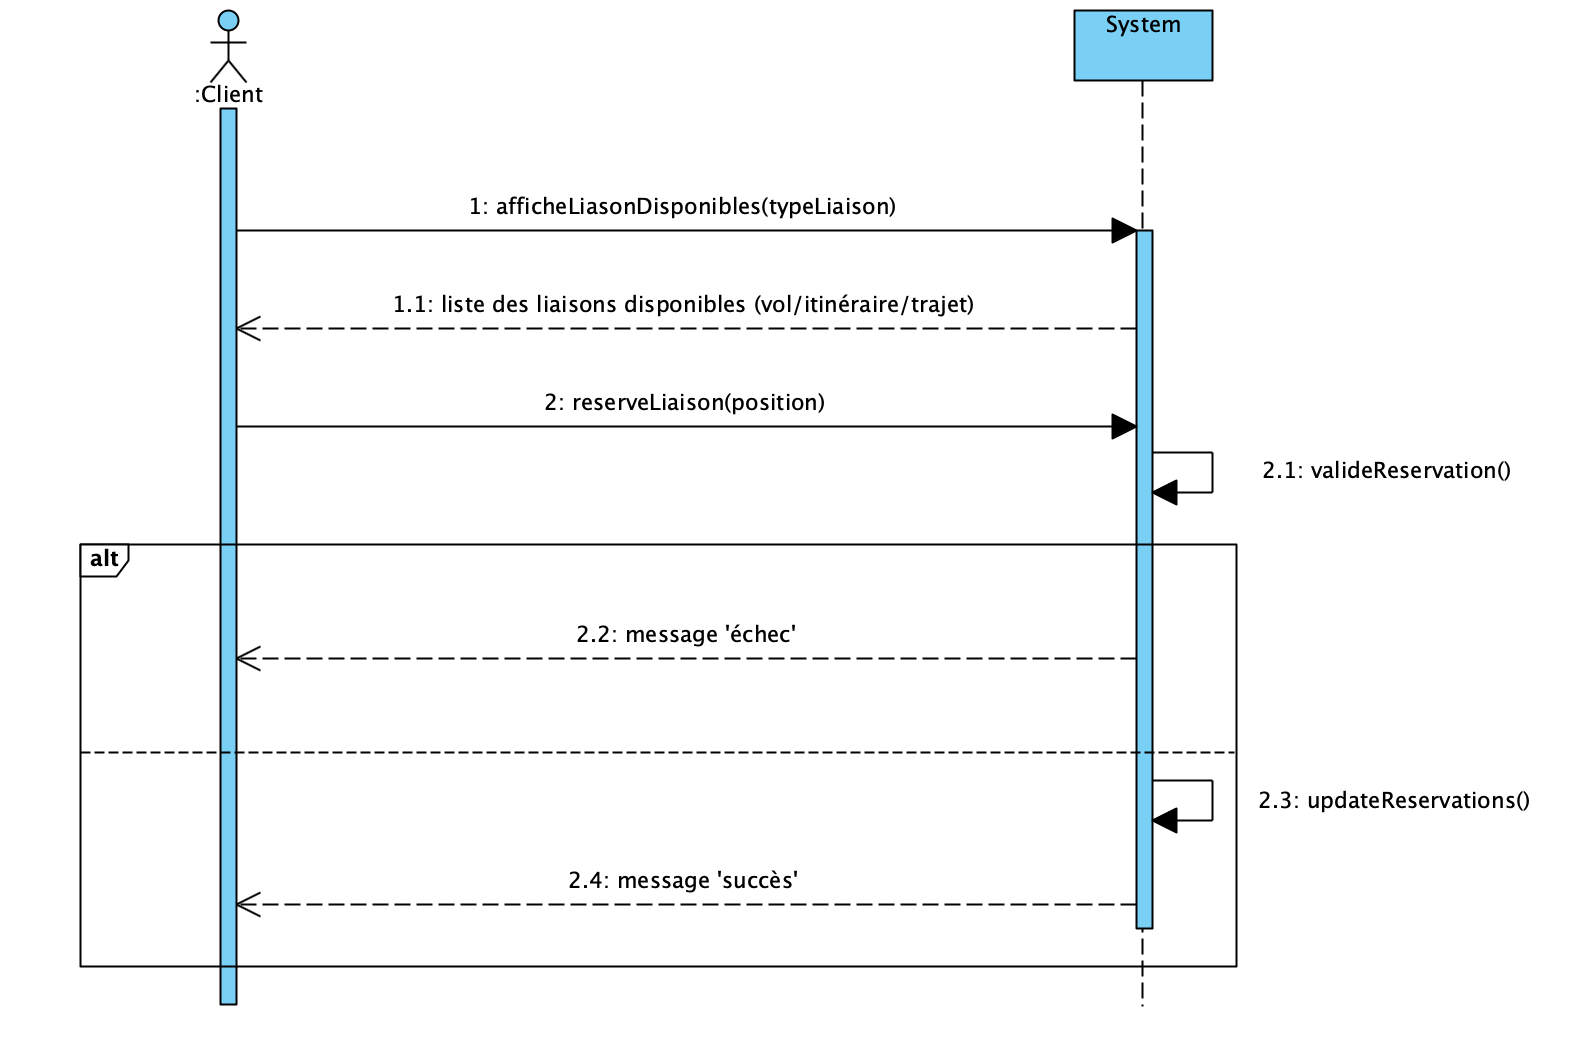 :Client
System
1: afficheLiasonDisponibles(typeLiaison)
1.1: liste des liaisons disponibles (vol/itinéraire/trajet)
2: reserveLiaison(position)
2.1: valideReservation()
alt
2.2: message 'échec'
2.3: updateReservations()
2.4: message 'succès'